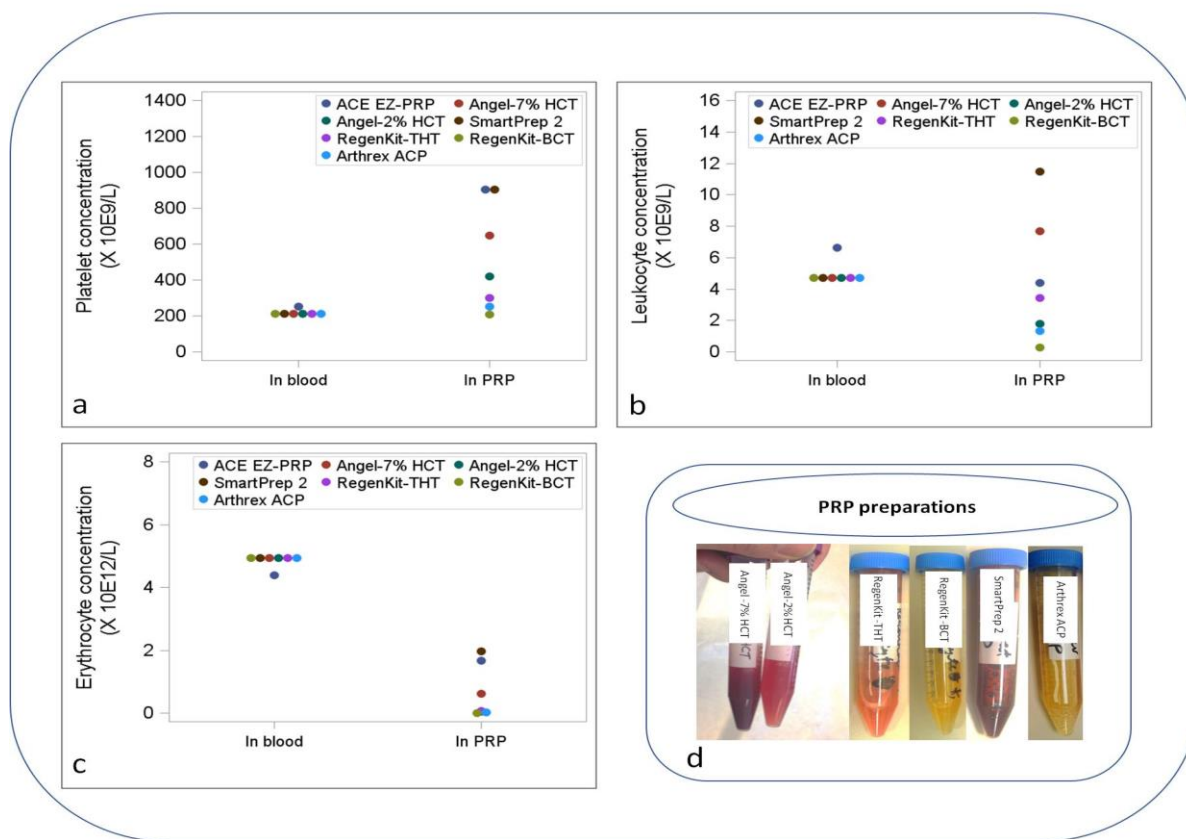 1400
1200
1000
800
600
400
200
0
Platelet concentration
(X 10E9/L)
ACE EZ-PRP Angel-7% HCT
Angel-2% HCT SmartPrep 2
RegenKit-THT RegenKit-BCT
Arthrex ACP
In blood In PRP
a
16
14
12
10
8
6
4
2
0
Leukocyte concentration
(X 10E9/L)
ACE EZ-PRP Angel-7% HCT Angel-2% HCT
SmartPrep 2 RegenKit-THT RegenKit-BCT
Arthrex ACP
In blood In PRP
b
8
6
4
2
0
Erythrocyte concentration
(X 10E12/L)
ACE EZ-PRP Angel-7% HCT Angel-2% HCT
SmartPrep 2 RegenKit-THT RegenKit-BCT
Arthrex ACP
In blood In PRP
c
PRP preparations
Angel-7% HCT
HCT
Angel-2% HCT
RegenKit -THT
RegenKit -BCT
SmartPrep 2
Arthrex ACP
d